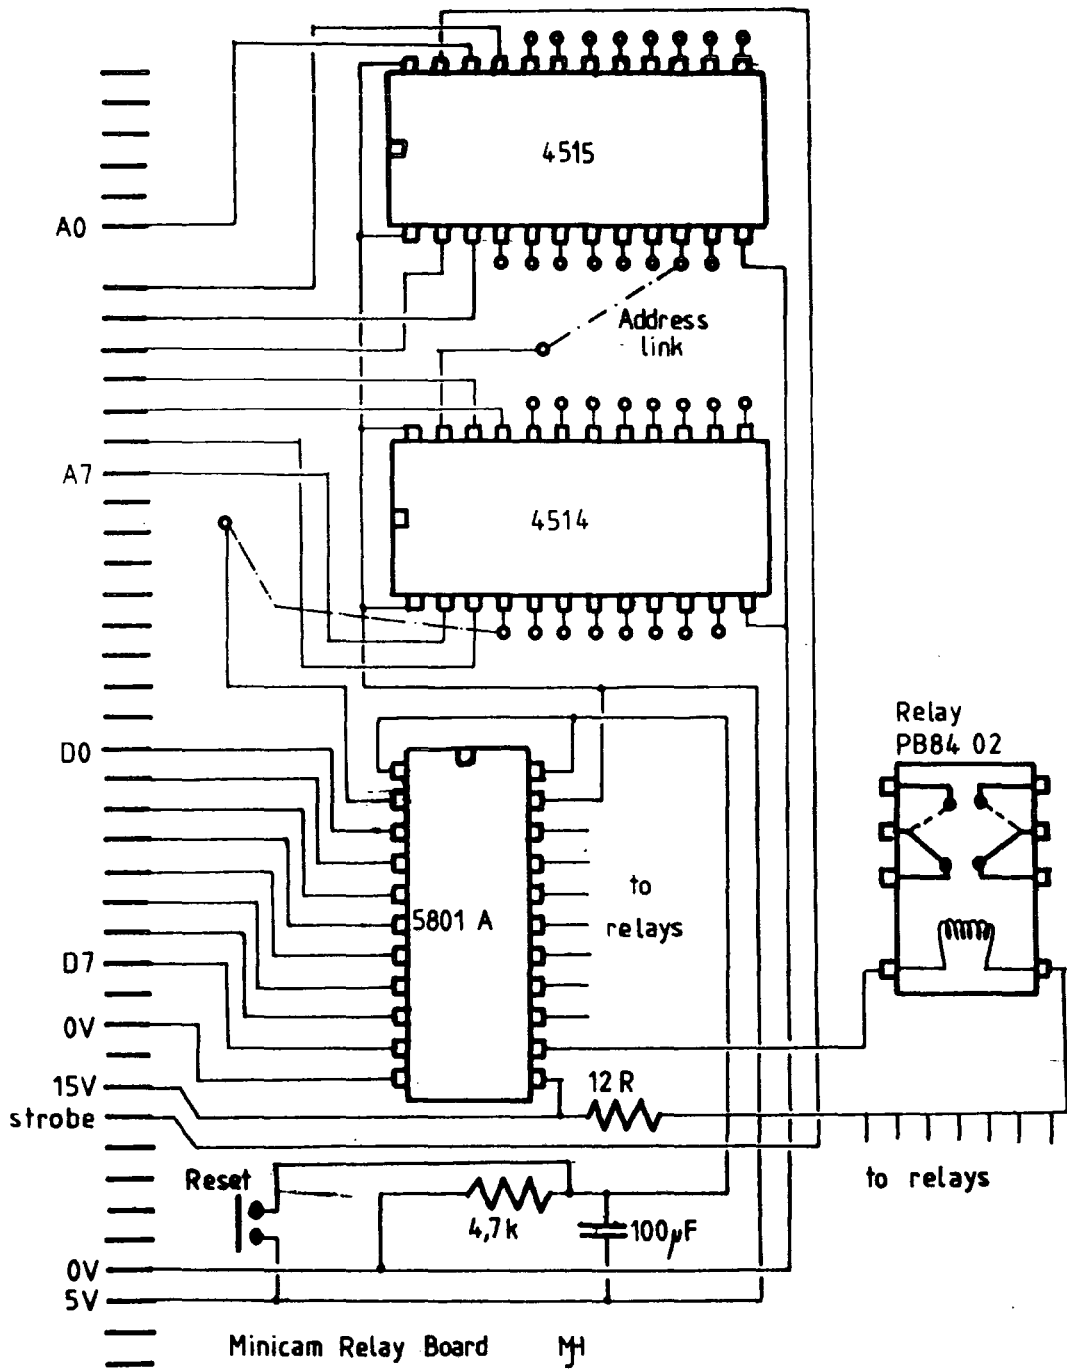 4515
A0
Address
link
A7
4514
Relay
PB84 02
D0
to
relays
5801 A
D7
0V
15V
12 R
strobe
to relays
Reset
4,7k
100µF
0V
5V
Minicam Relay Board MJH